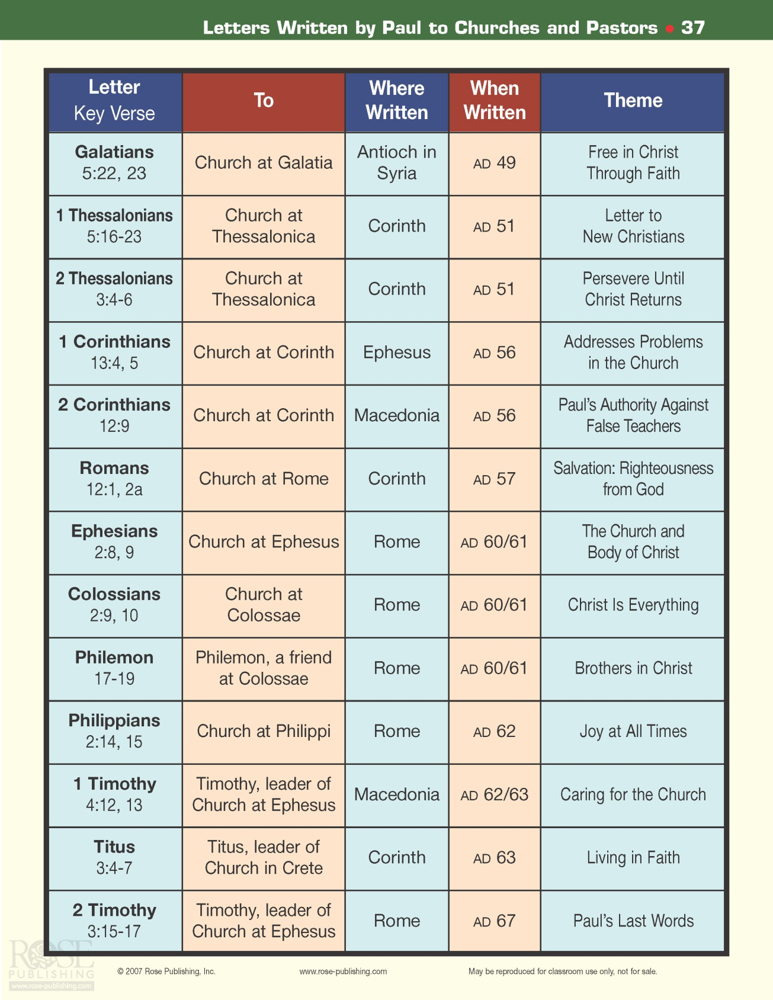 Letters Written by Paul to Churches and Pastors • 37
Letter
Key Verse
To
Where
Written
When
Written
Theme
Galatians
5:22, 23
Church at Galatia
Antioch in
Syria
AD 49
Free in Christ
Through Faith
1 Thessalonians
5:16-23
Church at
Thessalonica
Corinth
AD 51
Letter to
New Christians
2 Thessalonians
3:4-6
Church at
Thessalonica
Corinth
AD 51
Persevere Until
Christ Returns
1 Corinthians
13:4, 5
Church at Corinth
Ephesus
AD 56
Addresses Problems
in the Church
2 Corinthians
12:9
Church at Corinth
Macedonia
AD 56
Paul’s Authority Against
False Teachers
Romans
12:1, 2a
Church at Rome
Corinth
AD 57
Salvation: Righteousness
from God
Ephesians
2:8, 9
Church at Ephesus
Rome
AD 60/61
The Church and
Body of Christ
Colossians
2:9, 10
Church at
Colossae
Rome
AD 60/61
Christ Is Everything
Philemon
17-19
Philemon, a friend
at Colossae
Rome
AD 60/61
Brothers in Christ
Philippians
2:14, 15
Church at Philippi
Rome
AD 62
Joy at All Times
1 Timothy
4:12, 13
Timothy, leader of
Church at Ephesus
Macedonia
AD 62/63
Caring for the Church
Titus
3:4-7
Titus, leader of
Church in Crete
Corinth
AD 63
Living in Faith
2 Timothy
3:15-17
Timothy, leader of
Church at Ephesus
Rome
AD 67
Paul’s Last Words
ROSE
PUBLISHING
www.rose-publishing.com
© 2007 Rose Publishing, Inc.
www.rose-publishing.com
May be reproduced for classroom use only, not for sale.